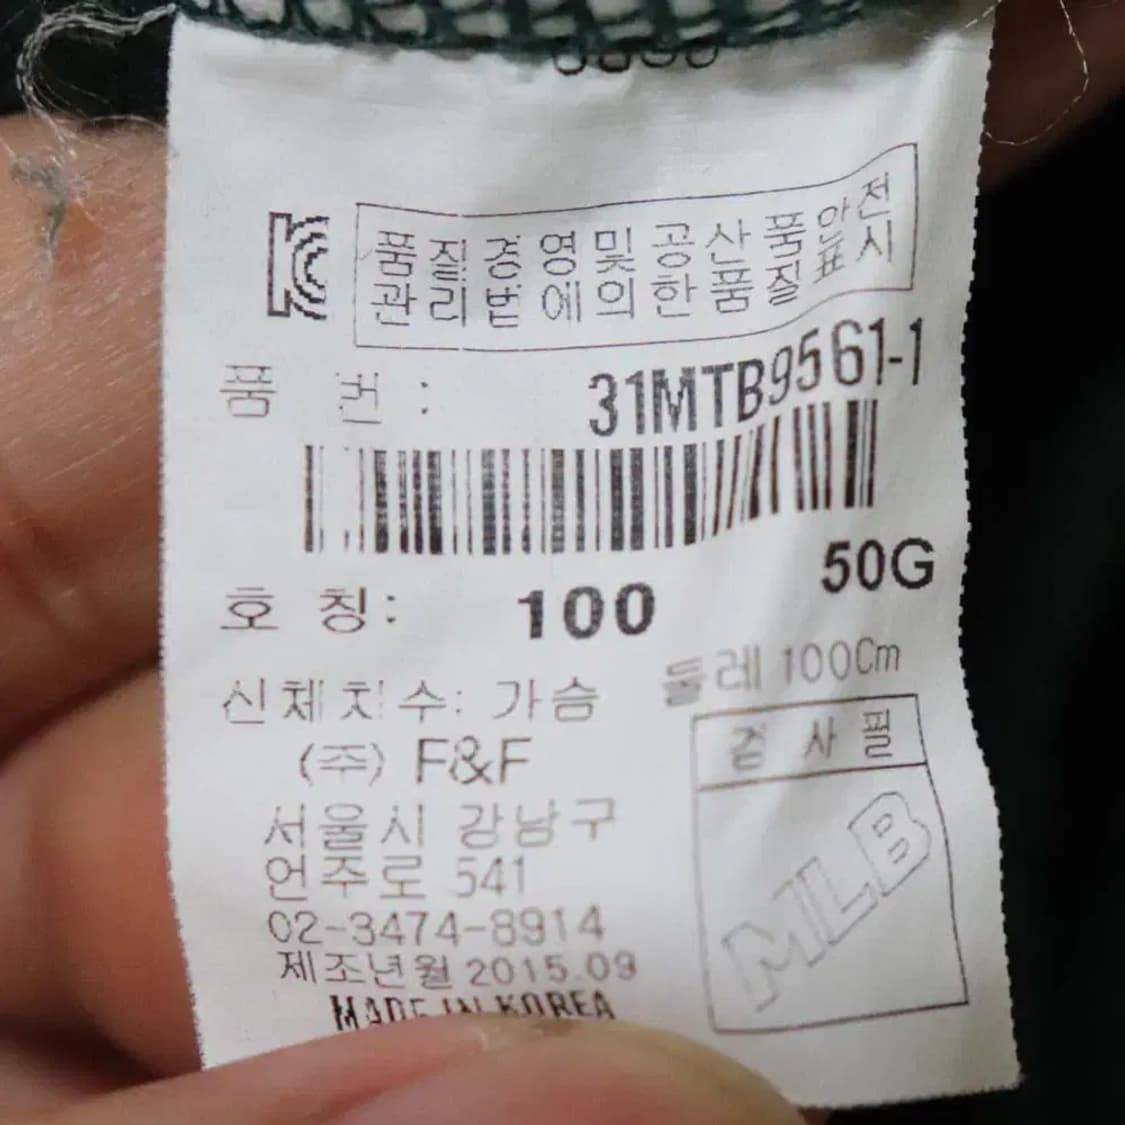 품질경영및공산품안전
관리법에의한품질표시
품 번 : 31MTB9561-1
50G
호 칭: 100
신체치수: 가슴둘레 100Cm
(주) F&F
서울시 강남구
언주로 541
02-3474-8914
제조년월 2015.09
MADE IN KOREA
검사필
MLB